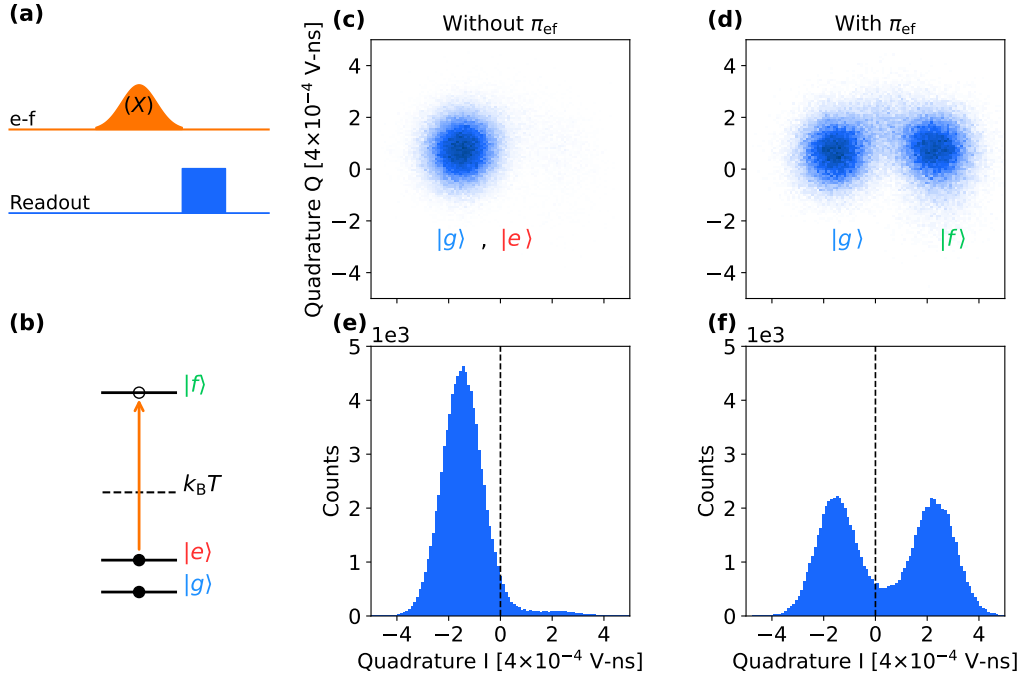 (a)
e-f
(X)
Readout
(b)
|f⟩
k_B T
|e⟩
|g⟩
(c)
Without π_ef
Quadrature Q [4×10⁻⁴ V-ns]
4
2
0
−2
−4
|g⟩ , |e⟩
(d)
With π_ef
4
2
0
−2
−4
|g⟩
|f⟩
(e)
1e3
Counts
5
4
3
2
1
0
−4 −2 0 2 4
Quadrature I [4×10⁻⁴ V-ns]
(f)
1e3
Counts
5
4
3
2
1
0
−4 −2 0 2 4
Quadrature I [4×10⁻⁴ V-ns]